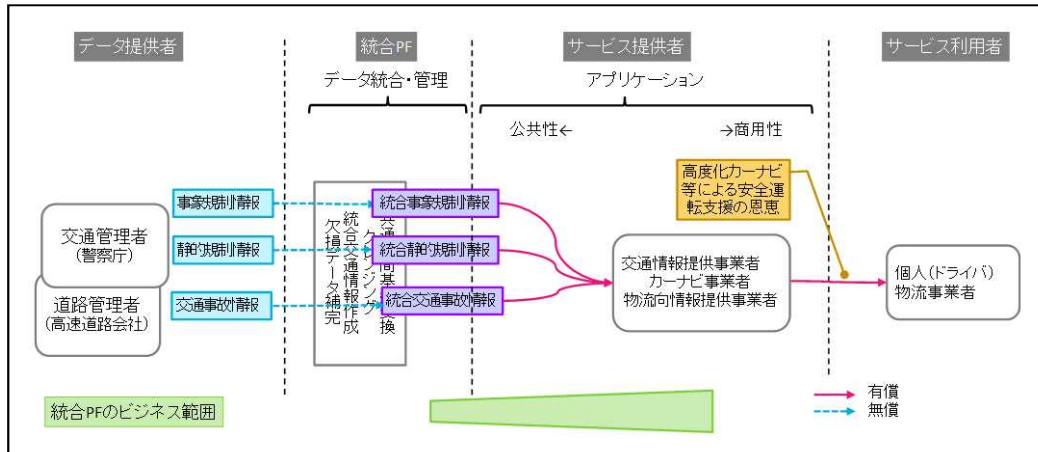 データ提供者
統合PF
サービス提供者
サービス利用者
データ統合・管理
アプリケーション
公共性←
→商用性
高度化カーナビ
等による安全運
転支援の恩恵
事象規制情報
統合事象規制情報
交通管理者
(警察庁)
静的規制情報
統合静的規制情報
道路管理者
(高速道路会社)
交通事故情報
統合交通事故情報
クレンジング
統合交通情報作成
欠損データ補完
交通情報提供事業者
カーナビ事業者
物流向情報提供事業者
個人(ドライバ)
物流事業者
統合PFのビジネス範囲
有償
無償